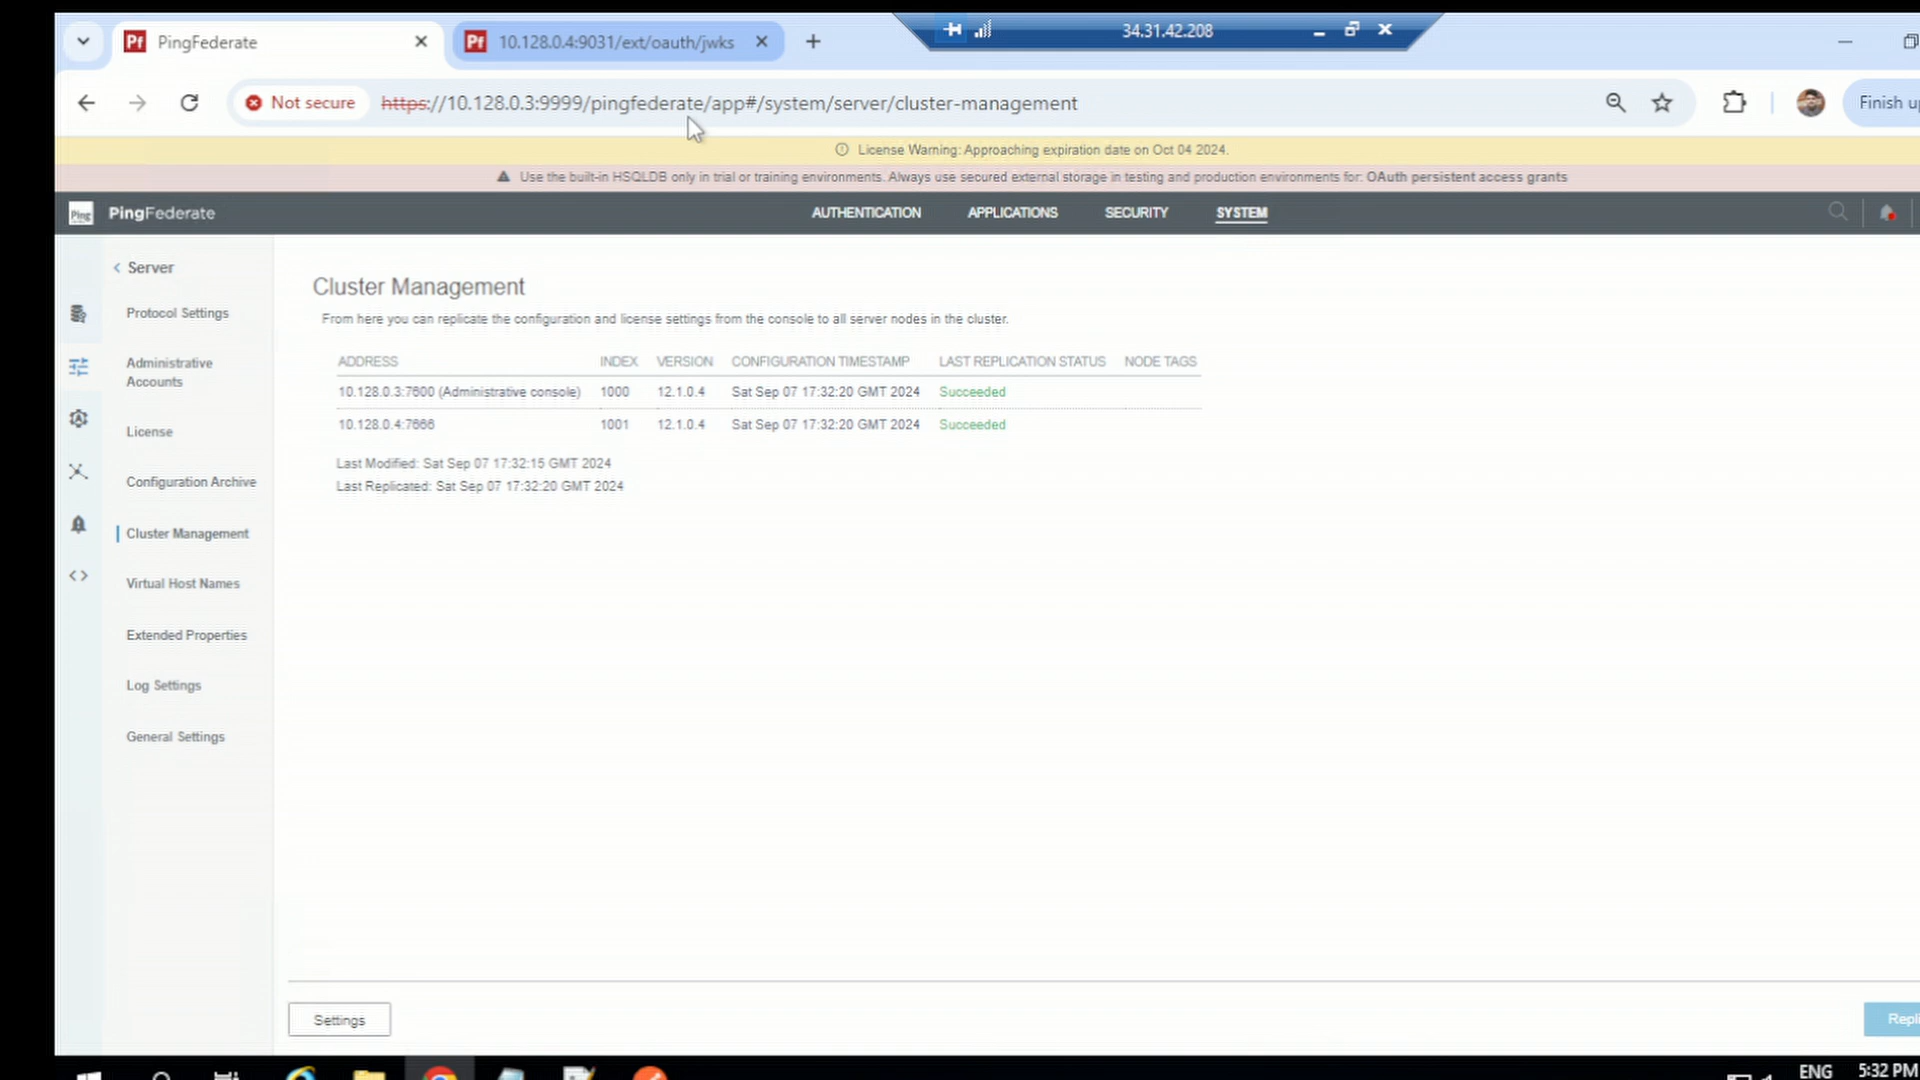 PingFederate
10.128.0.4:9031/ext/oauth/jwks
34.31.42.208
Not secure
https://10.128.0.3:9999/pingfederate/app#/system/server/cluster-management
Finish
License Warning: Approaching expiration date on Oct 04 2024.
Use the built-in HSQLDB only in trial or training environments. Always use secured external storage in testing and production environments for: OAuth persistent access grants
Ping
PingFederate
AUTHENTICATION
APPLICATIONS
SECURITY
SYSTEM
Server
Protocol Settings
Administrative
Accounts
License
Configuration Archive
Cluster Management
Virtual Host Names
Extended Properties
Log Settings
General Settings
Cluster Management
From here you can replicate the configuration and license settings from the console to all server nodes in the cluster.
ADDRESS INDEX VERSION CONFIGURATION TIMESTAMP LAST REPLICATION STATUS NODE TAGS
10.128.0.3:7600 (Administrative console) 1000 12.1.0.4 Sat Sep 07 17:32:20 GMT 2024 Succeeded
10.128.0.4:7666 1001 12.1.0.4 Sat Sep 07 17:32:20 GMT 2024 Succeeded
Last Modified: Sat Sep 07 17:32:15 GMT 2024
Last Replicated: Sat Sep 07 17:32:20 GMT 2024
Settings
Repli
ENG
5:32 PM